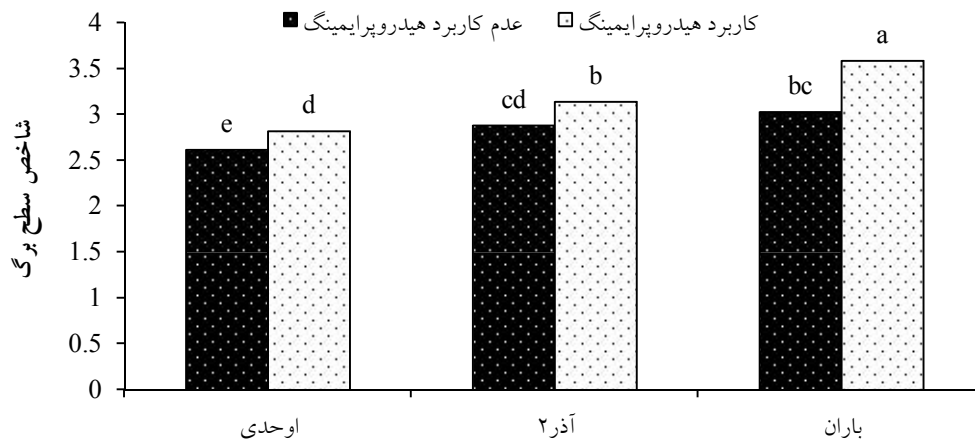 عدم کاربرد هیدروپرایمینگ
کاربرد هیدروپرایمینگ
شاخص سطح برگ
4
3.5
3
2.5
2
1.5
1
0.5
0
e
d
cd
b
bc
a
اوحدی
آذر۲
باران